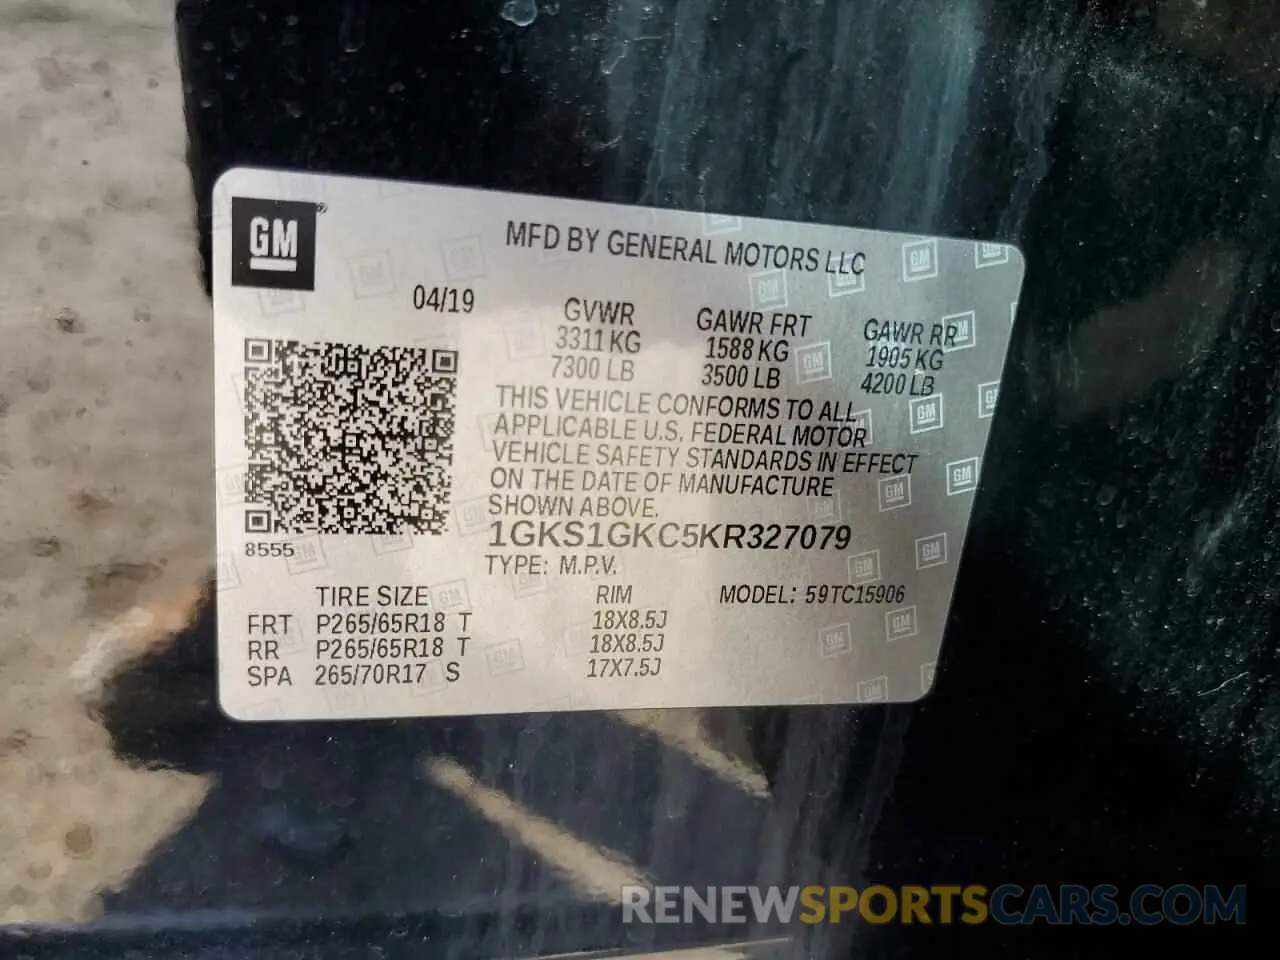 GM
MFD BY GENERAL MOTORS LLC
04/19
GVWR GAWR FRT GAWR RR
3311 KG 1588 KG 1905 KG
7300 LB 3500 LB 4200 LB
THIS VEHICLE CONFORMS TO ALL
APPLICABLE U.S. FEDERAL MOTOR
VEHICLE SAFETY STANDARDS IN EFFECT
ON THE DATE OF MANUFACTURE
SHOWN ABOVE.
1GKS1GKC5KR327079
8555
TYPE: M.P.V.
TIRE SIZE RIM MODEL: 59TC15906
FRT P265/65R18 T 18X8.5J
RR P265/65R18 T 18X8.5J
SPA 265/70R17 S 17X7.5J
RENEWSPORTSCARS.COM